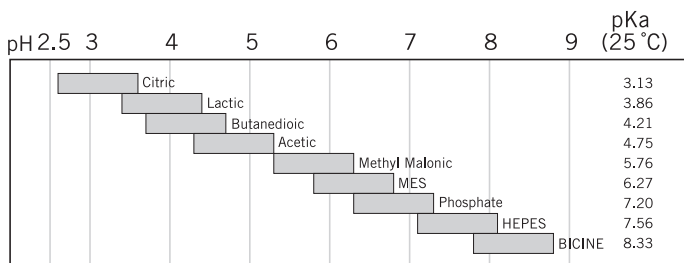 pH 2.5 3 4 5 6 7 8 9 pKa (25 °C)
Citric 3.13
Lactic 3.86
Butanedioic 4.21
Acetic 4.75
Methyl Malonic 5.76
MES 6.27
Phosphate 7.20
HEPES 7.56
BICINE 8.33